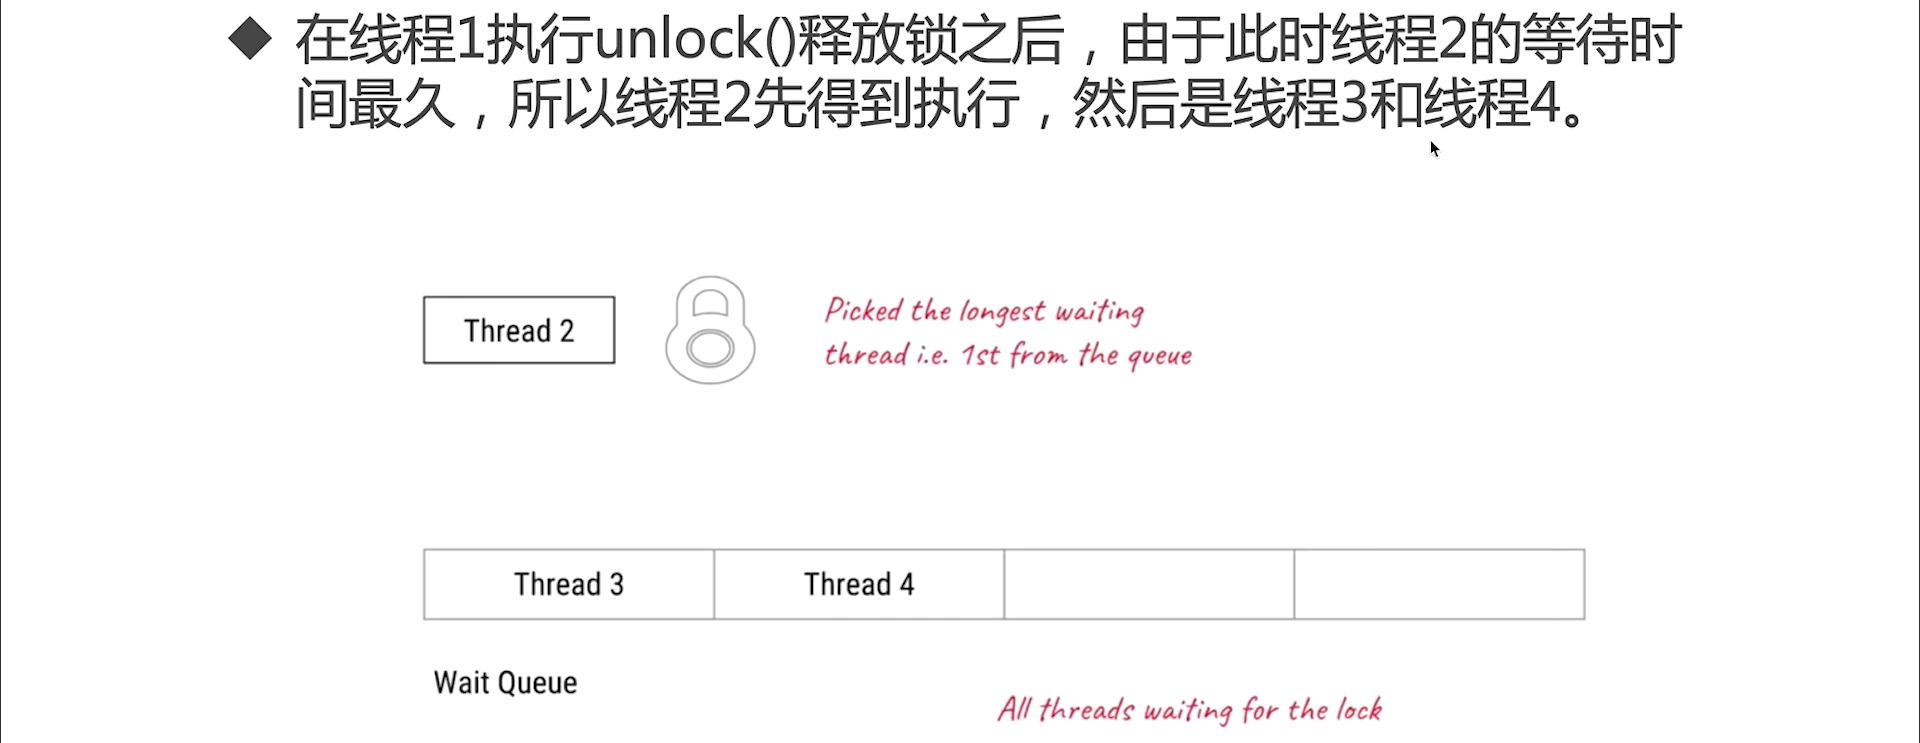 在线程1执行unlock()释放锁之后，由于此时线程2的等待时
间最久，所以线程2先得到执行，然后是线程3和线程4。
Thread 2
Picked the longest waiting
thread i.e. 1st from the queue
Thread 3 Thread 4
Wait Queue
All threads waiting for the lock